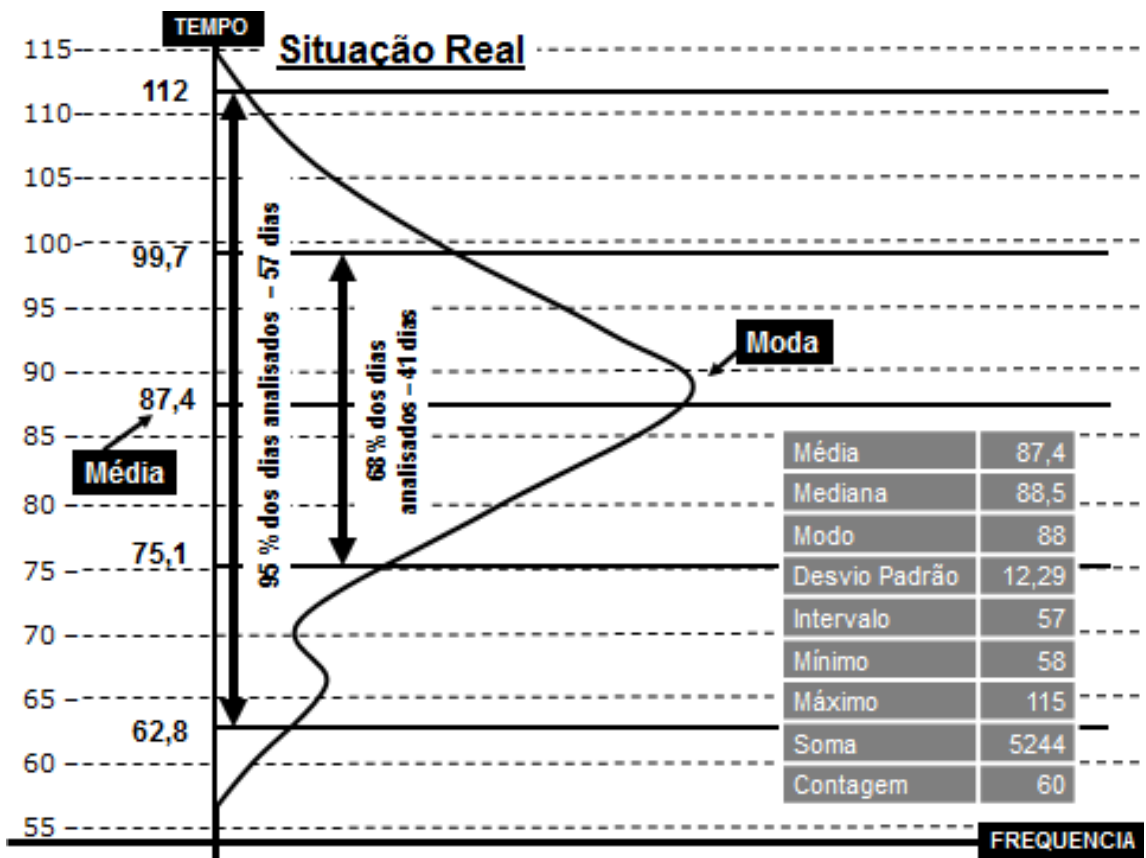 TEMPO
Situação Real
115
112
110
105
100
99,7
95
90
87,4
85
80
75,1
75
70
65
62,8
60
55
Média
Moda
95 % dos dias analisados – 57 dias
68 % dos dias
analisados – 41 dias
Média 87,4
Mediana 88,5
Modo 88
Desvio Padrão 12,29
Intervalo 57
Mínimo 58
Máximo 115
Soma 5244
Contagem 60
FREQUENCIA